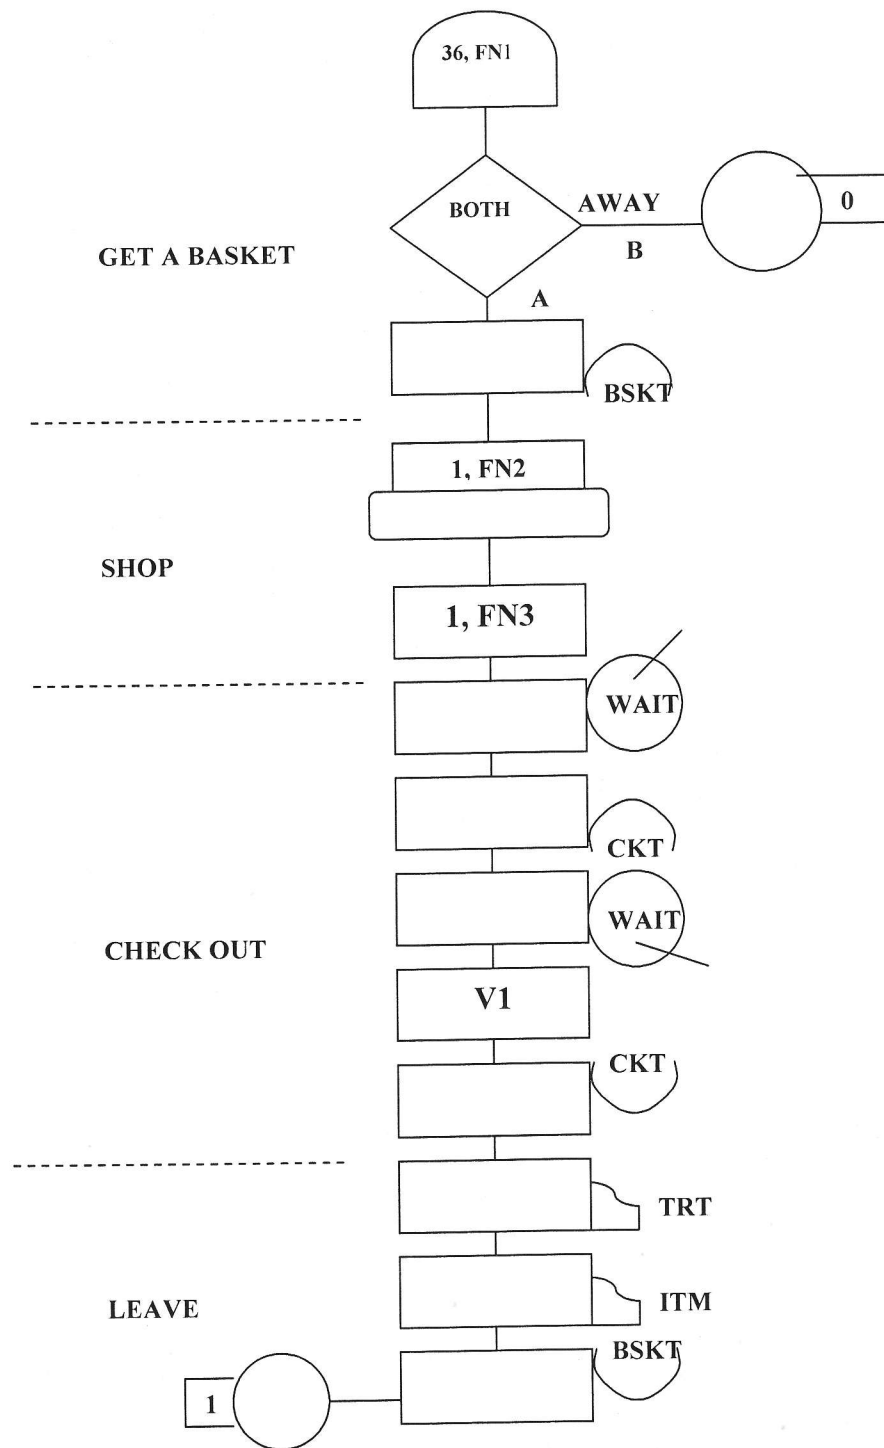 36, FN1
BOTH
AWAY
0
B
GET A BASKET
A
BSKT
1, FN2
SHOP
1, FN3
WAIT
CKT
WAIT
CHECK OUT
V1
CKT
TRT
ITM
LEAVE
BSKT
1